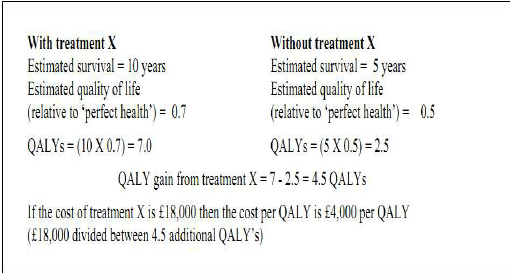 With treatment X
Estimated survival = 10 years
Estimated quality of life
(relative to ‘perfect health’) = 0.7
QALYs = (10 X 0.7) = 7.0
Without treatment X
Estimated survival = 5 years
Estimated quality of life
(relative to ‘perfect health’) = 0.5
QALYs = (5 X 0.5) = 2.5
QALY gain from treatment X = 7 - 2.5 = 4.5 QALYs
If the cost of treatment X is £18,000 then the cost per QALY is £4,000 per QALY
(£18,000 divided between 4.5 additional QALY’s)